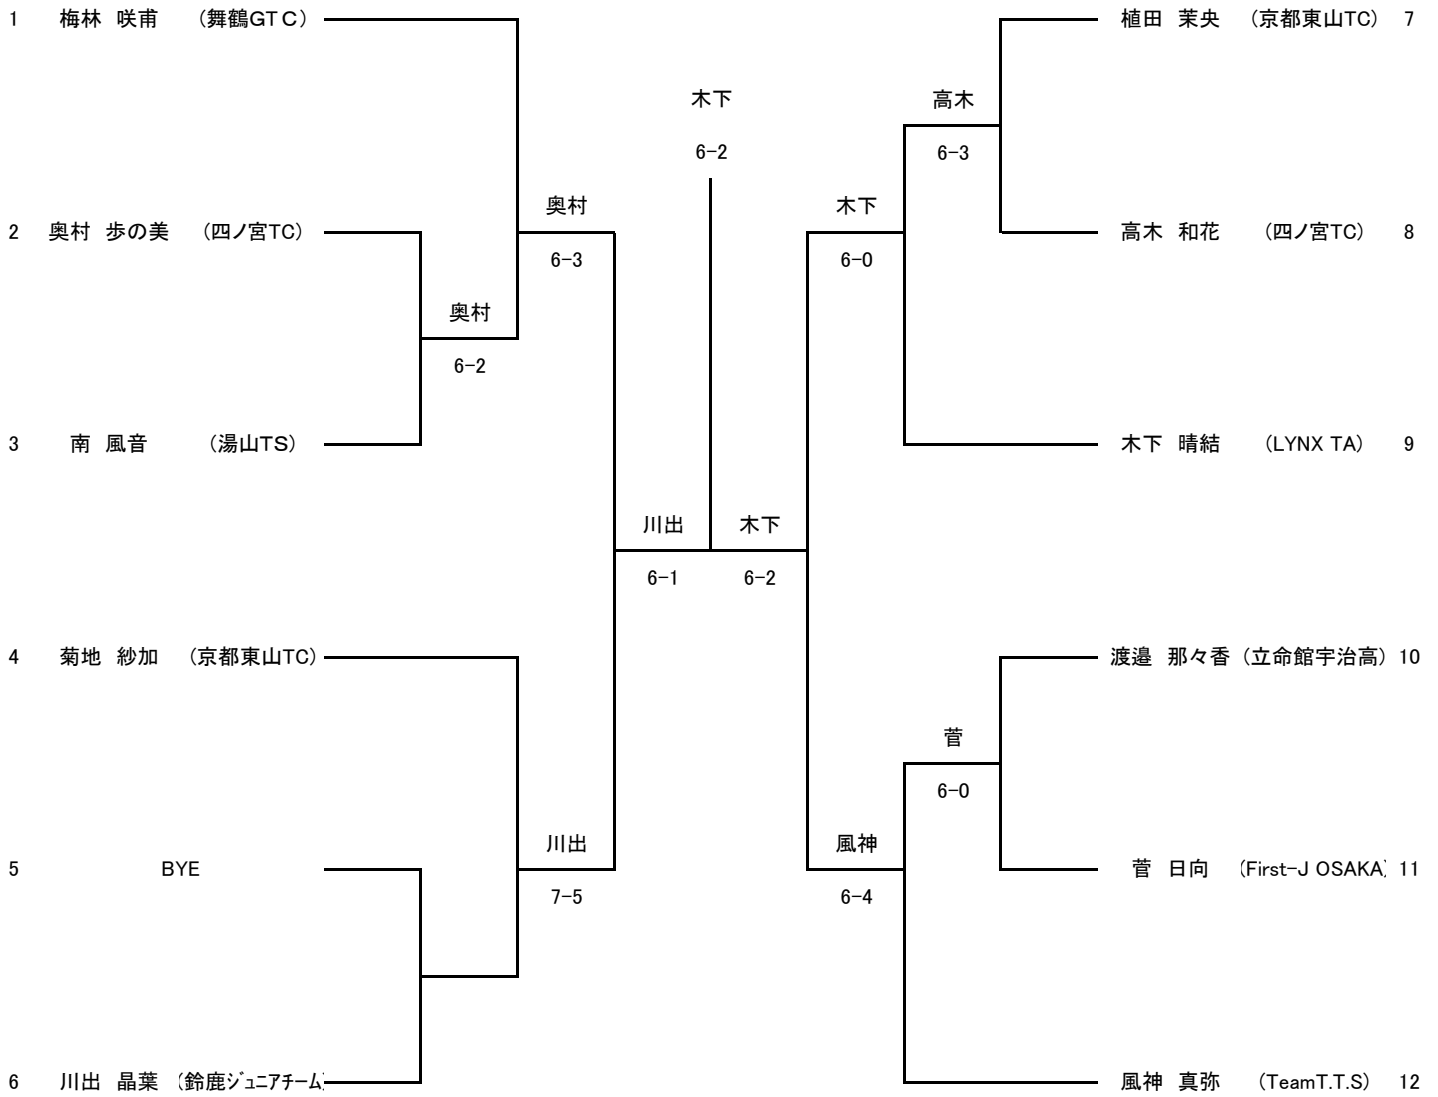 1 梅林 咲甫 (舞鶴GTC)
植田 茉央 (京都東山TC) 7
木下
高木
6-2
6-3
奥村
木下
2 奥村 歩の美 (四ノ宮TC)
高木 和花 (四ノ宮TC) 8
6-3
6-0
奥村
6-2
3 南 風音 (湯山TS)
木下 晴結 (LYNX TA) 9
川出
木下
6-1
6-2
4 菊地 紗加 (京都東山TC)
渡邉 那々香 (立命館宇治高) 10
菅
6-0
川出
風神
5 BYE
菅 日向 (First-J OSAKA) 11
7-5
6-4
6 川出 晶葉 (鈴鹿ｼﾞｭﾆｱﾁｰﾑ)
風神 真弥 (TeamT.T.S) 12